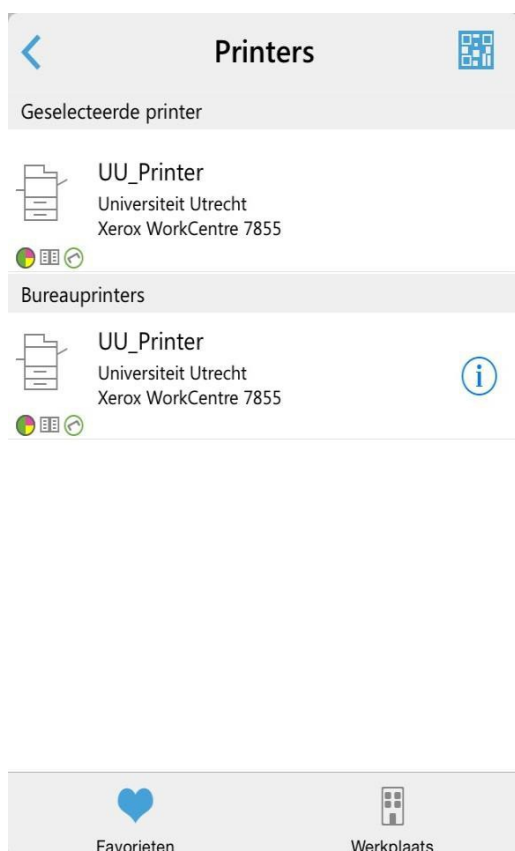 Printers
Geselecteerde printer
UU_Printer
Universiteit Utrecht
Xerox WorkCentre 7855
Bureauprinters
UU_Printer
Universiteit Utrecht
Xerox WorkCentre 7855
i
Favorieten
Werkplaats